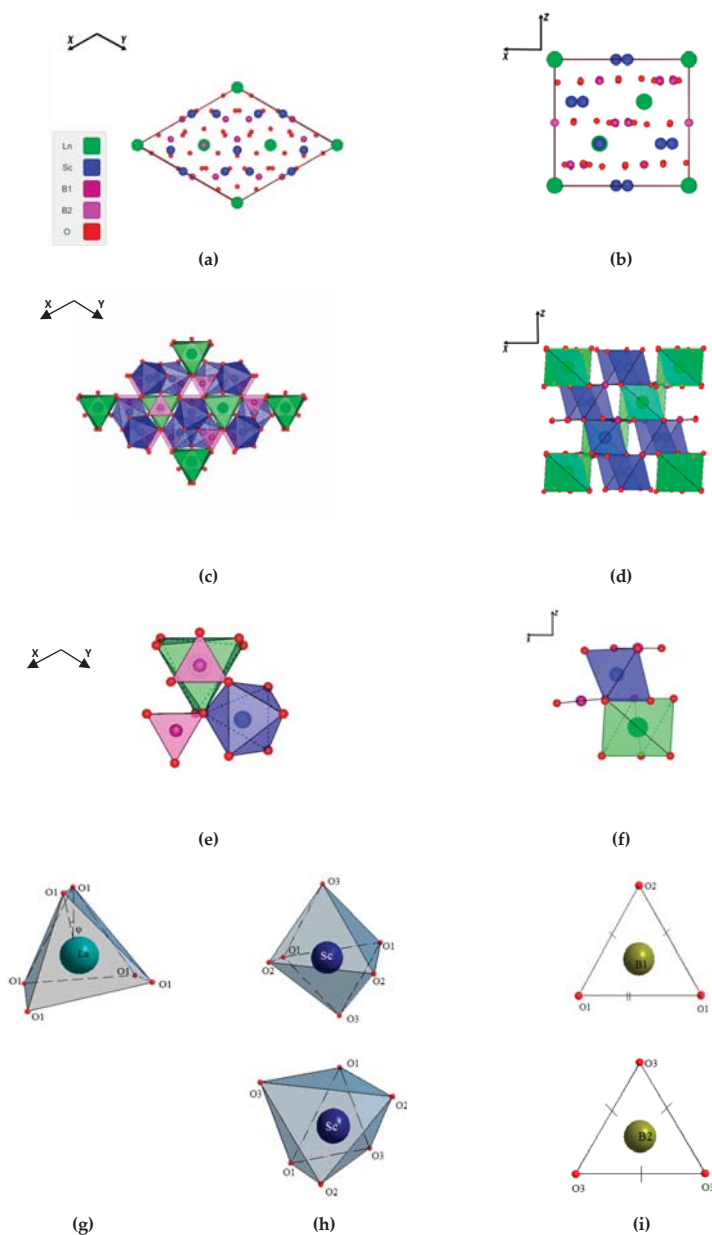 X Y
Z
X
Ln
Sc
B1
B2
O
(a) (b)
X Y
Z
X
(c) (d)
X Y
Z
X
(e) (f)
O1 O1
φ
La
O1 O1 O1
O1
O3
O1 O1
Sc
O2 O2
O3
O2
B1
O1 O1
O1
O3
O2
Sc
O1 O3
O2
O3
B2
O3 O3
(g) (h) (i)